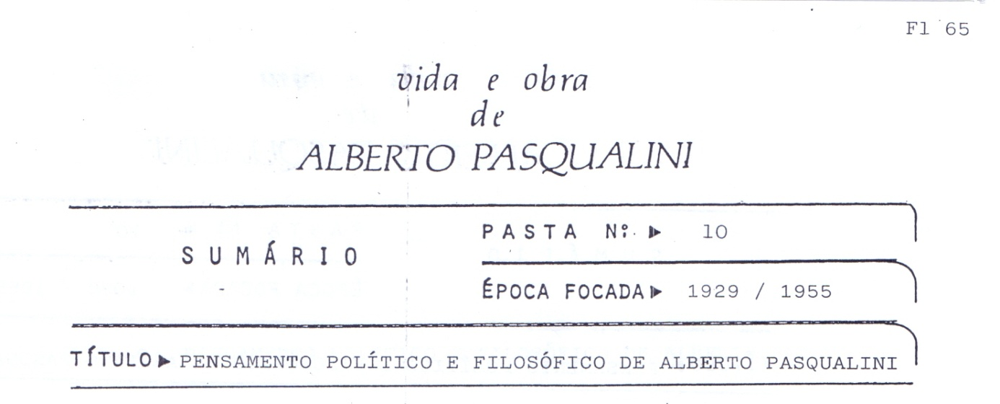 Fl 65
vida e obra
de
ALBERTO PASQUALINI
SUMÁRIO
PASTA Nº. ▶ 10
ÉPOCA FOCADA ▶ 1929 / 1955
TÍTULO ▶ PENSAMENTO POLÍTICO E FILOSÓFICO DE ALBERTO PASQUALINI